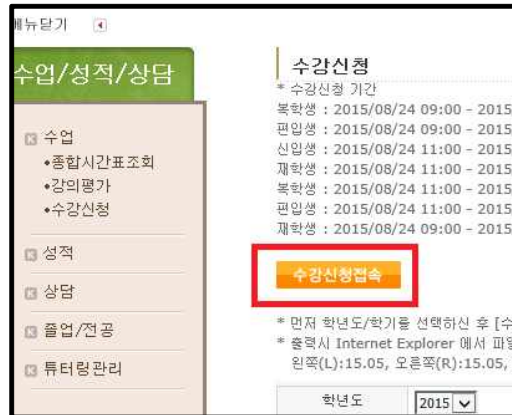 메뉴닫기
수업/성적/상담
수업
•종합시간표조회
•강의평가
•수강신청
성적
상담
졸업/전공
튜터링관리
수강신청
* 수강신청 기간
복학생 : 2015/08/24 09:00 - 2015
편입생 : 2015/08/24 09:00 - 2015
신입생 : 2015/08/24 11:00 - 2015
재학생 : 2015/08/24 11:00 - 2015
복학생 : 2015/08/24 11:00 - 2015
편입생 : 2015/08/24 11:00 - 2015
재학생 : 2015/08/24 09:00 - 2015
수강신청접속
* 먼저 학년도/학기를 선택하신 후 [수
* 출력시 Internet Explorer 에서 파일
왼쪽(L):15.05, 오른쪽(R):15.05,
학년도 2015